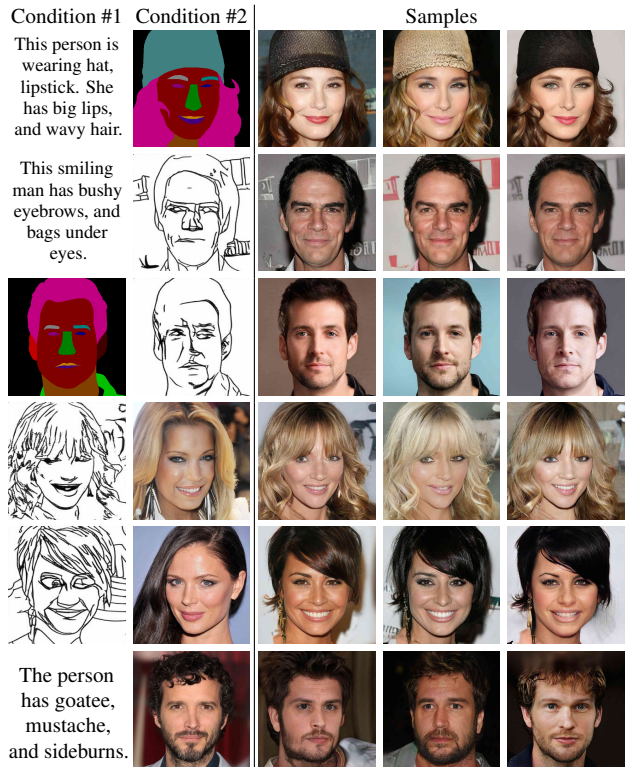 Condition #1 Condition #2 Samples
This person is
wearing hat,
lipstick. She
has big lips,
and wavy hair.
This smiling
man has bushy
eyebrows, and
bags under
eyes.
The person
has goatee,
mustache,
and sideburns.